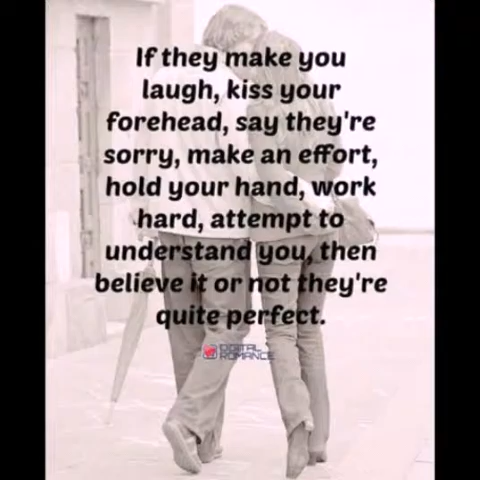 If they make you
laugh, kiss your
forehead, say they're
sorry, make an effort,
hold your hand, work
hard, attempt to
understand you, then
believe it or not they're
quite perfect.
DIGITAL
ROMANCE